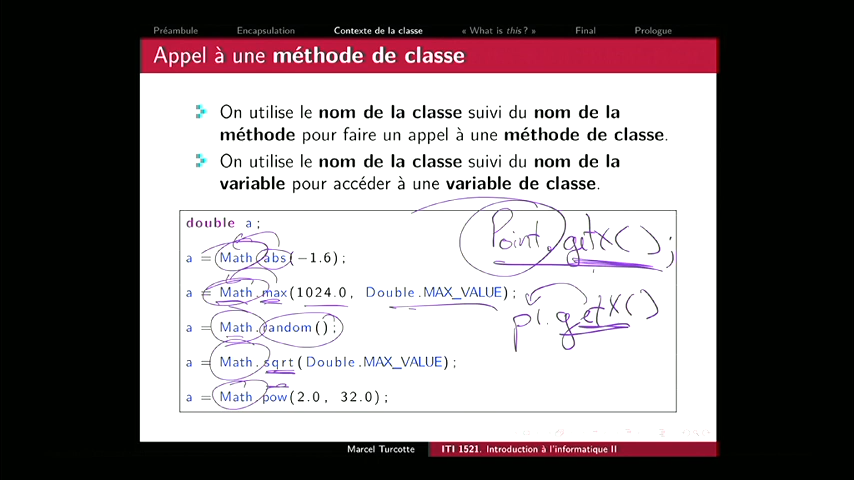 Préambule Encapsulation Contexte de la classe « What is this ? » Final Prologue
Appel à une méthode de classe
On utilise le nom de la classe suivi du nom de la
méthode pour faire un appel à une méthode de classe.
On utilise le nom de la classe suivi du nom de la
variable pour accéder à une variable de classe.
double a;
a = Math.abs(-1.6);
a = Math.max(1024.0, Double.MAX_VALUE);
a = Math.random();
a = Math.sqrt(Double.MAX_VALUE);
a = Math.pow(2.0, 32.0);
Point.getX();
p1.getX()
Marcel Turcotte ITI 1521. Introduction à l'informatique II